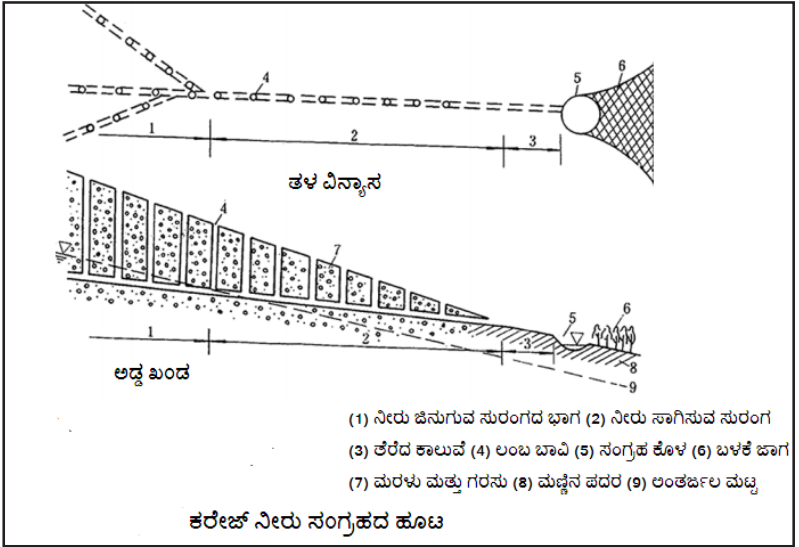 4
5
6
1
2
3
ತಳ ವಿನ್ಯಾಸ
4
7
5
6
1
2
3
8
9
ಅಡ್ಡ ಖಂಡ
(1) ನೀರು ಜಿನುಗುವ ಸುರಂಗದ ಭಾಗ (2) ನೀರು ಸಾಗಿಸುವ ಸುರಂಗ
(3) ತೆರೆದ ಕಾಲುವೆ (4) ಲಂಬ ಬಾವಿ (5) ಸಂಗ್ರಹ ಕೊಳ (6) ಬಳಕೆ ಜಾಗ
(7) ಮರಳು ಮತ್ತು ಗರಸು (8) ಮಣ್ಣಿನ ಪದರ (9) ಅಂತರ್ಜಲ ಮಟ್ಟ
ಕರೇಜ್ ನೀರು ಸಂಗ್ರಹದ ಹೂಟ